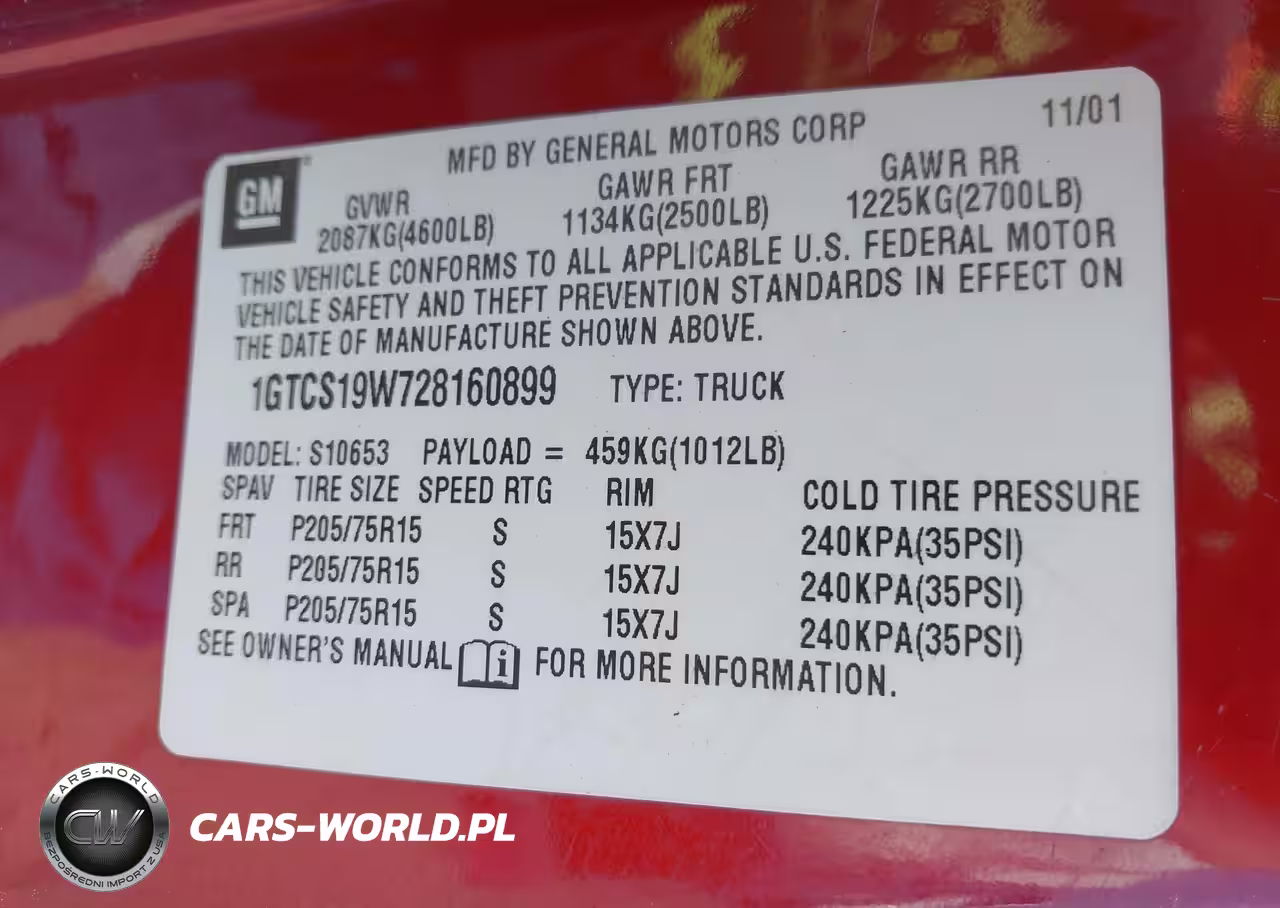 11/01
MFD BY GENERAL MOTORS CORP
GM
GVWR GAWR FRT GAWR RR
2087KG(4600LB) 1134KG(2500LB) 1225KG(2700LB)
THIS VEHICLE CONFORMS TO ALL APPLICABLE U.S. FEDERAL MOTOR
VEHICLE SAFETY AND THEFT PREVENTION STANDARDS IN EFFECT ON
THE DATE OF MANUFACTURE SHOWN ABOVE.
1GTCS19W728160899 TYPE: TRUCK
MODEL: S10653 PAYLOAD = 459KG(1012LB)
SPAV TIRE SIZE SPEED RTG RIM COLD TIRE PRESSURE
FRT P205/75R15 S 15X7J 240KPA(35PSI)
RR P205/75R15 S 15X7J 240KPA(35PSI)
SPA P205/75R15 S 15X7J 240KPA(35PSI)
SEE OWNER'S MANUAL i FOR MORE INFORMATION.
CARS-WORLD
CW
BEZPOŚREDNI IMPORT Z USA
CARS-WORLD.PL